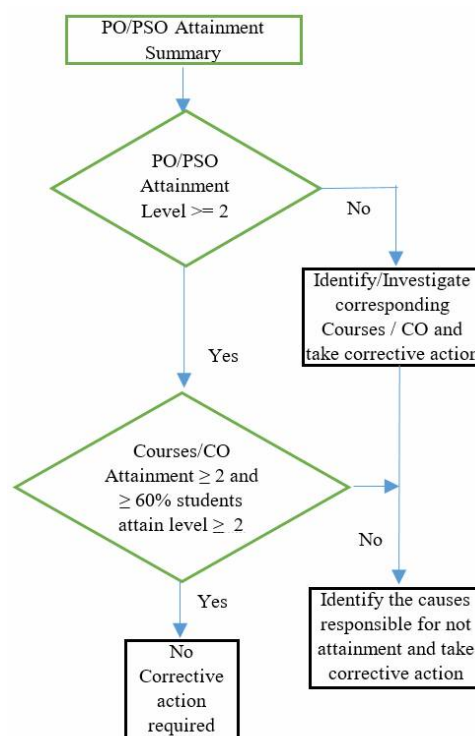 PO/PSO Attainment
Summary
PO/PSO
Attainment
Level >= 2
No
Identify/Investigate
corresponding
Courses / CO and
take corrective action
Yes
Courses/CO
Attainment ≥ 2 and
≥ 60% students
attain level ≥ 2
No
Yes
Identify the causes
responsible for not
attainment and take
corrective action
No
Corrective
action
required